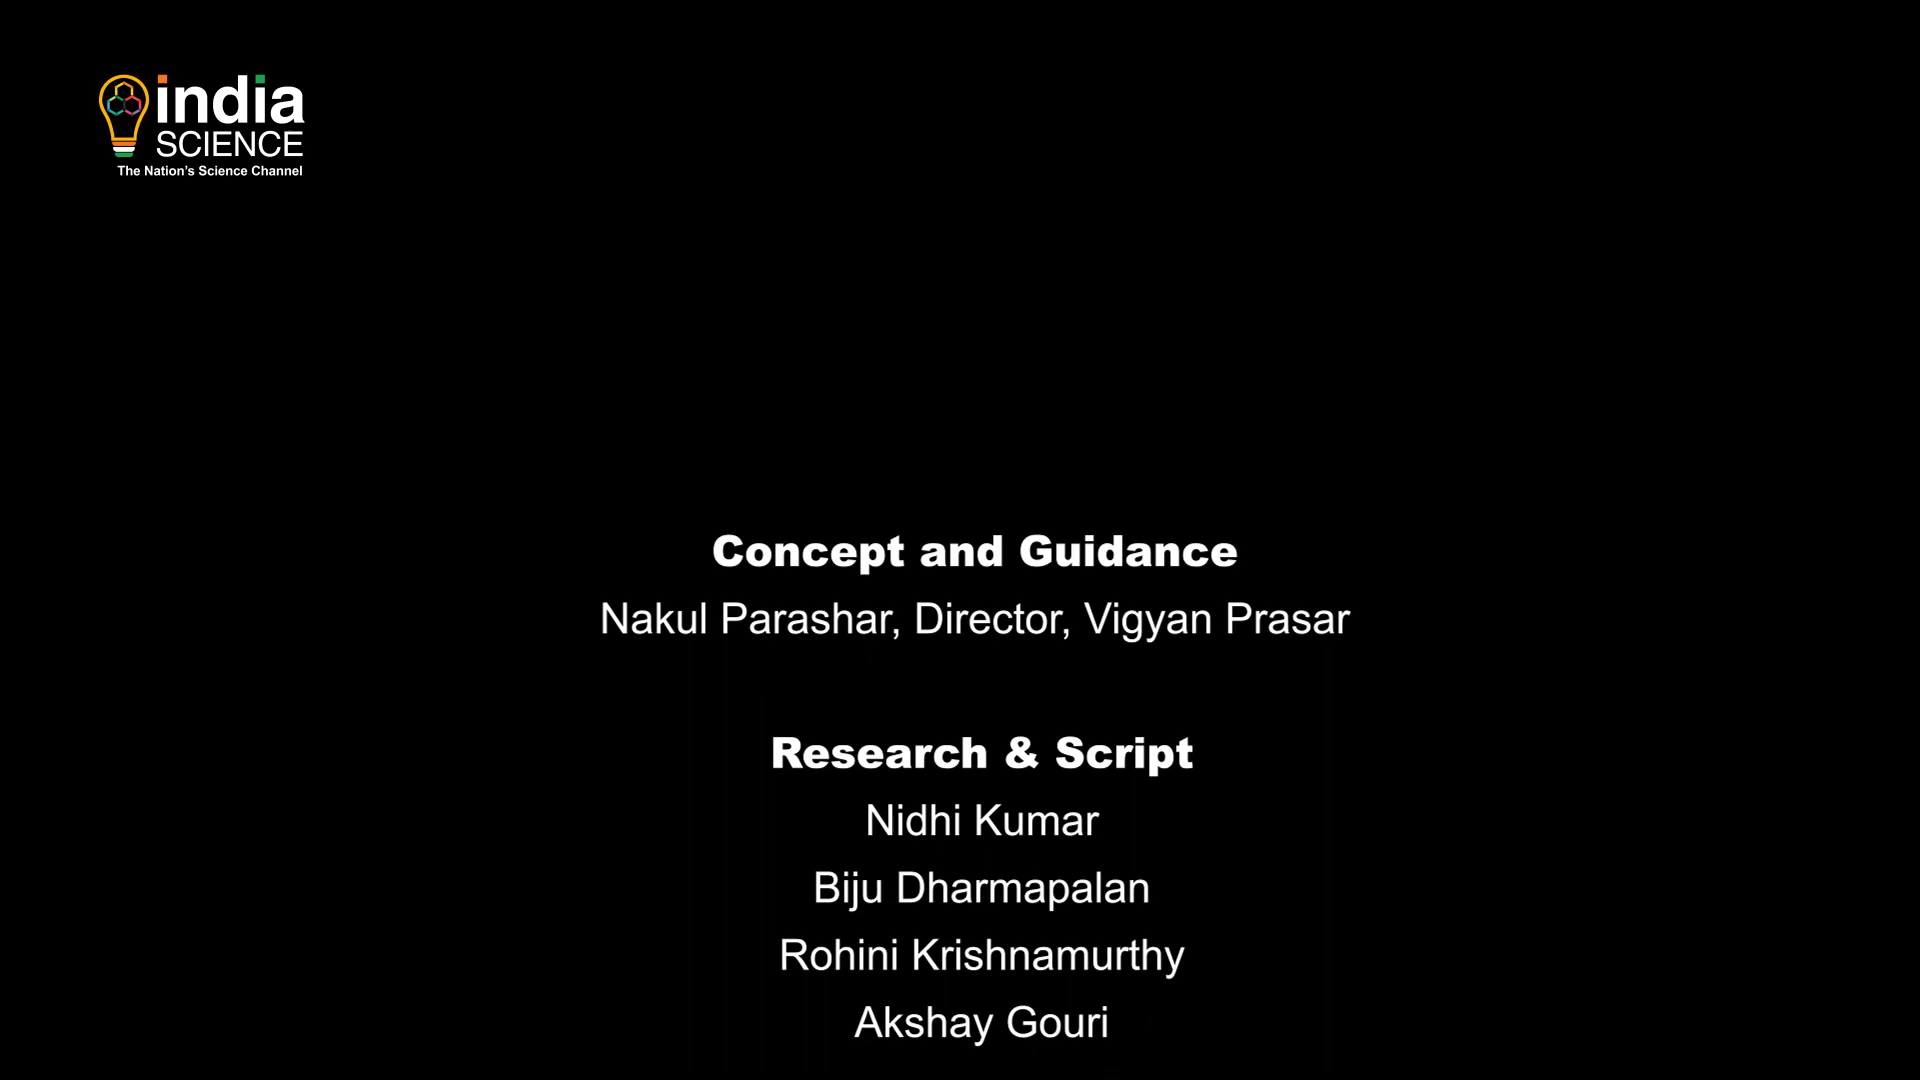 india
SCIENCE
The Nation's Science Channel
Concept and Guidance
Nakul Parashar, Director, Vigyan Prasar
Research & Script
Nidhi Kumar
Biju Dharmapalan
Rohini Krishnamurthy
Akshay Gouri